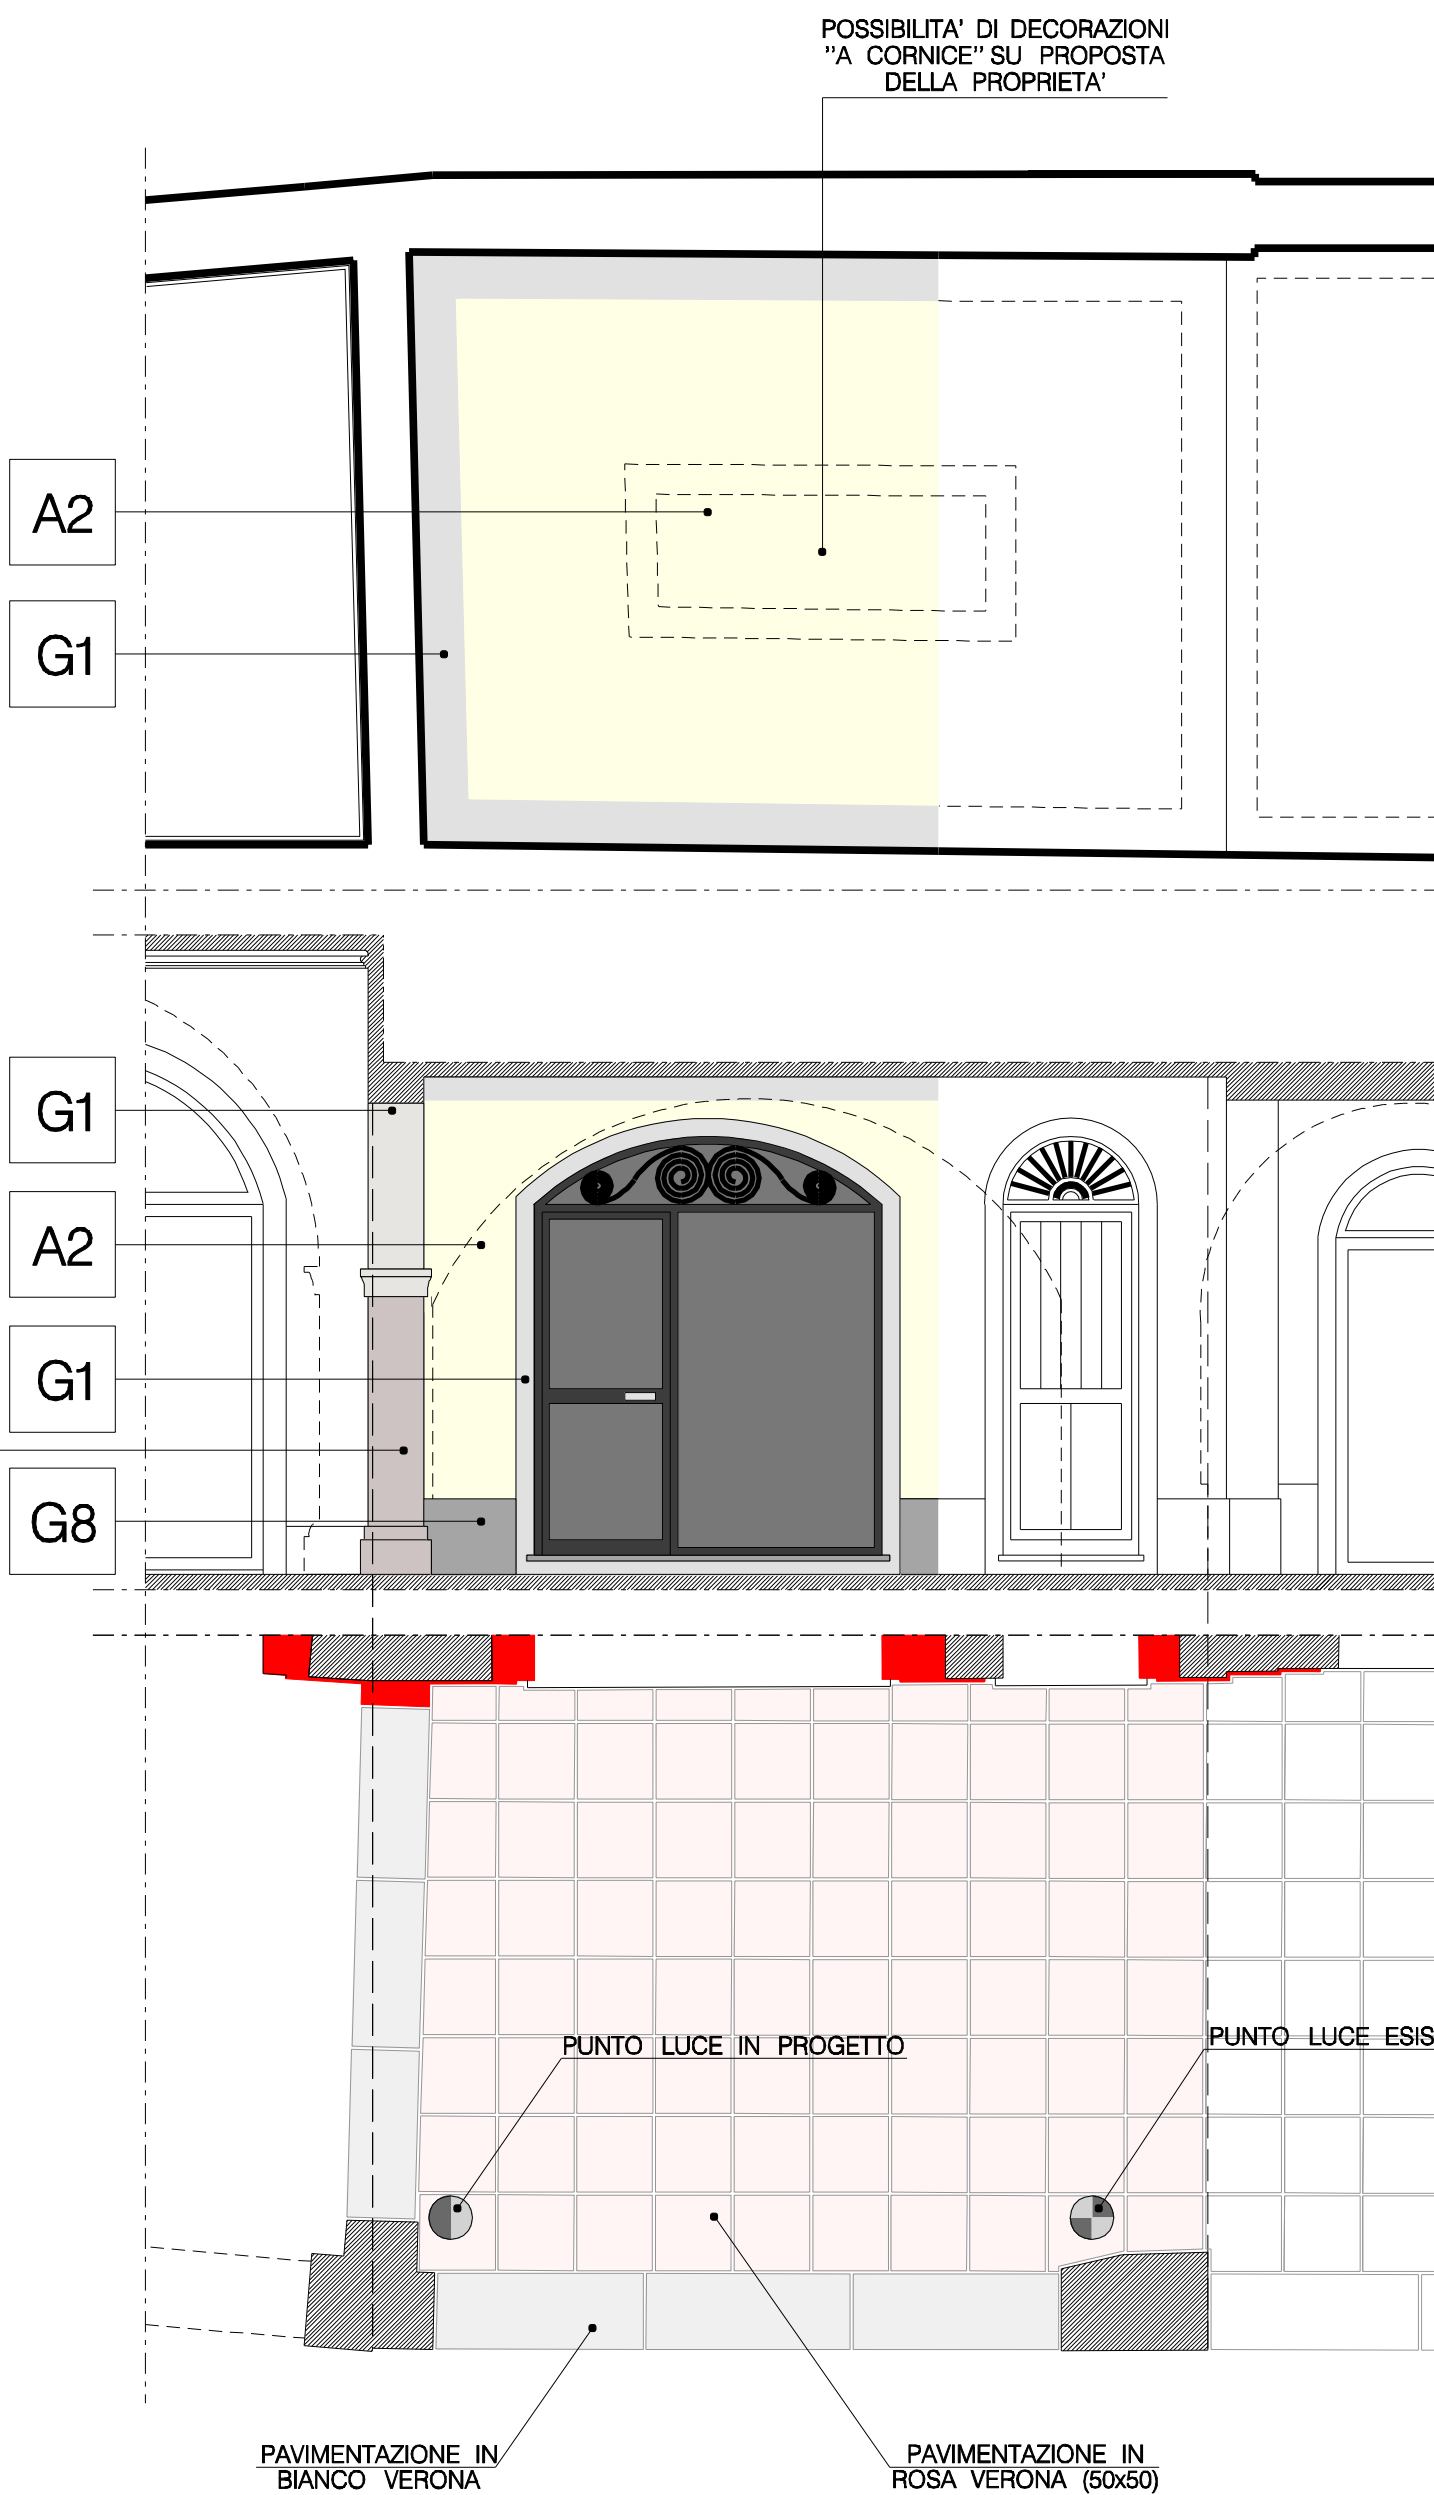 POSSIBILITA' DI DECORAZIONI
"A CORNICE" SU PROPOSTA
DELLA PROPRIETA'
A2
G1
G1
A2
G1
G8
PUNTO LUCE IN PROGETTO
PUNTO LUCE ESIS
PAVIMENTAZIONE IN
BIANCO VERONA
PAVIMENTAZIONE IN
ROSA VERONA (50x50)